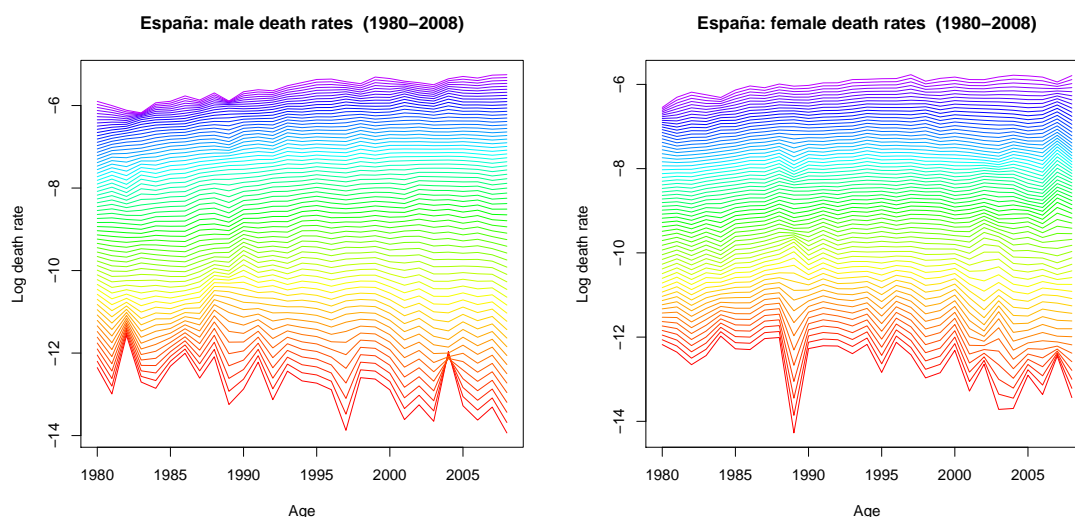 España: male death rates  (1980−2008)
Log death rate
−6
−8
−10
−12
−14
1980 1985 1990 1995 2000 2005
Age
España: female death rates  (1980−2008)
Log death rate
−6
−8
−10
−12
−14
1980 1985 1990 1995 2000 2005
Age